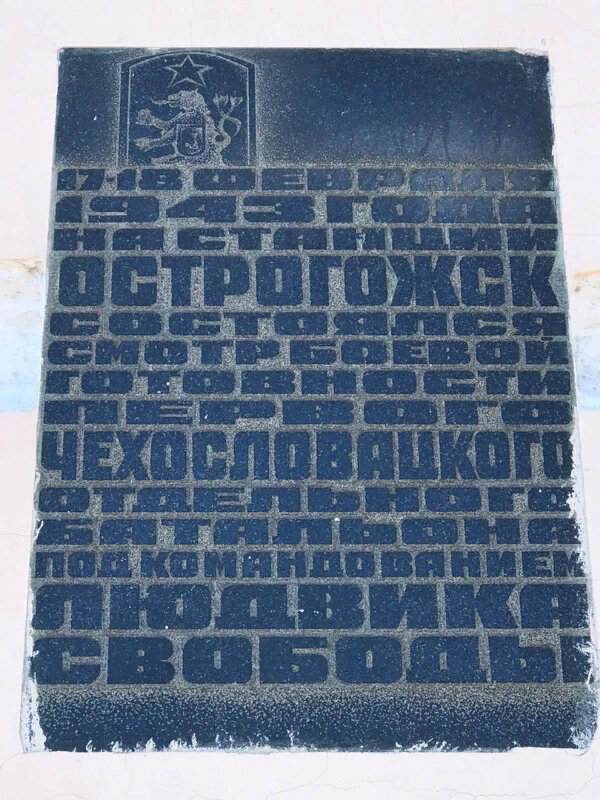 17-18 ФЕВРАЛЯ
1943 ГОДА
НА СТАНЦИИ
ОСТРОГОЖСК
СОСТОЯЛСЯ
СМОТР БОЕВОЙ
ГОТОВНОСТИ
ПЕРВОГО
ЧЕХОСЛОВАЦКОГО
ОТДЕЛЬНОГО
БАТАЛЬОНА
ПОД КОМАНДОВАНИЕМ
ЛЮДВИКА
СВОБОДЫ